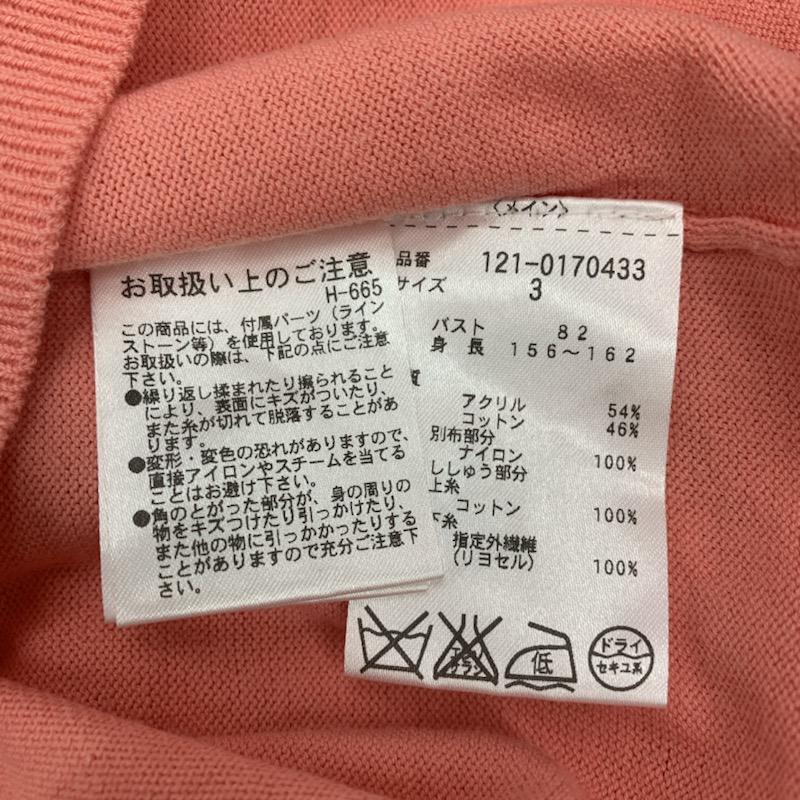 お取扱い上のご注意
H-665
この商品には、付属パーツ（ライン
ストーン等）を使用しております。
お取扱いの際は、下記の点にご注意
下さい。
●繰り返し揉まれたり擦られること
により、表面にキズがついたり、
また糸が切れて脱落することがあ
ります。
●変形・変色の恐れがありますので、
直接アイロンやスチームを当てる
ことはお避け下さい。
●角のとがった部分が、身の周りの
物をキズつけたり引っかけたり、
また他の物に引っかかったりする
ことがありますので充分ご注意下
さい。
〈メイン〉
品番 121-0170433
サイズ 3
バスト 82
身長 156～162
質
アクリル 54%
コットン 46%
別布部分
ナイロン 100%
ししゅう部分
上糸
コットン 100%
下糸
指定外繊維
（リヨセル） 100%
エンソ
サラシ
低
ドライ
セキユ系